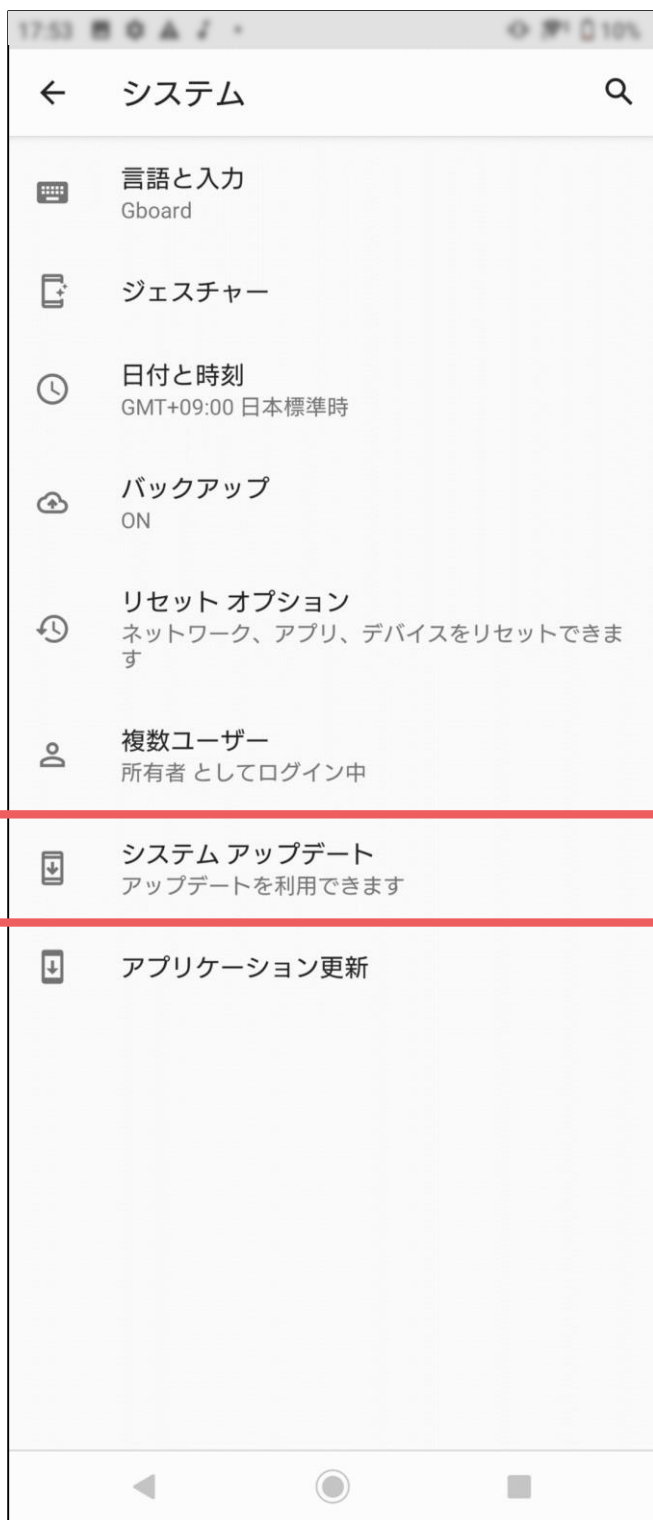 17:53
10%
システム
言語と入力
Gboard
ジェスチャー
日付と時刻
GMT+09:00 日本標準時
バックアップ
ON
リセット オプション
ネットワーク、アプリ、デバイスをリセットできま
す
複数ユーザー
所有者 としてログイン中
システム アップデート
アップデートを利用できます
アプリケーション更新